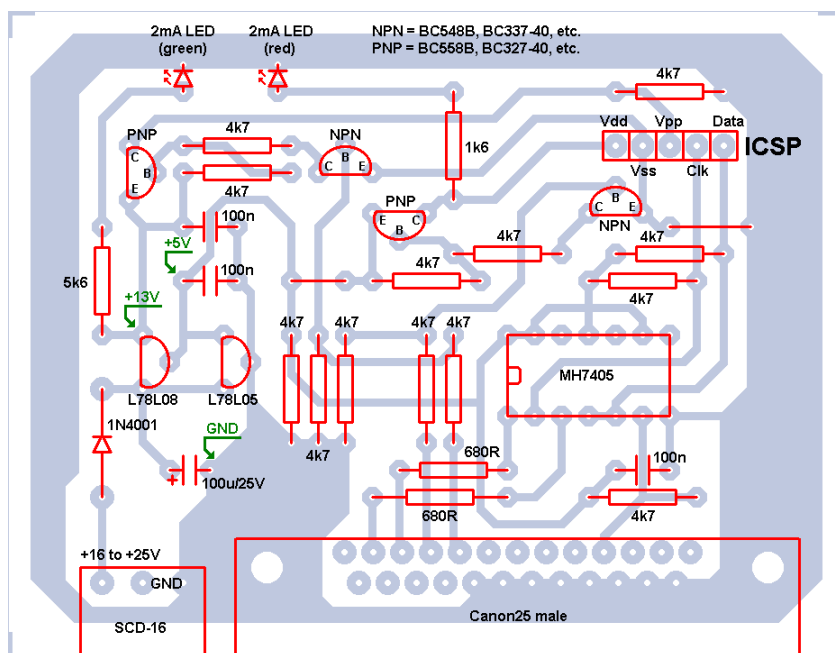 2mA LED
(green)
2mA LED
(red)
NPN = BC548B, BC337-40, etc.
PNP = BC558B, BC327-40, etc.
4k7
Vdd
Vpp
Data
ICSP
Vss
Clk
PNP
C
B
E
4k7
4k7
NPN
C
B
E
1k6
PNP
E
C
B
B
C
E
NPN
100n
+5V
100n
4k7
4k7
4k7
4k7
5k6
+13V
4k7
4k7
4k7
4k7
L78L08
L78L05
MH7405
1N4001
GND
4k7
680R
100n
+
100u/25V
680R
4k7
+16 to +25V
GND
SCD-16
Canon25 male